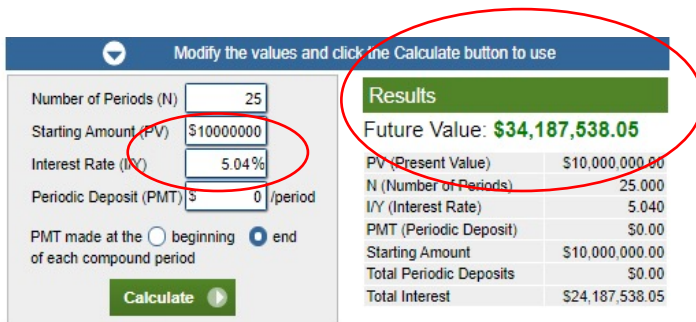 Modify the values and click the Calculate button to use
Number of Periods (N) 25
Starting Amount (PV) $10000000
Interest Rate (I/Y) 5.04%
Periodic Deposit (PMT) $ 0 /period
PMT made at the beginning end
of each compound period
Calculate
Results
Future Value: $34,187,538.05
PV (Present Value) $10,000,000.00
N (Number of Periods) 25.000
I/Y (Interest Rate) 5.040
PMT (Periodic Deposit) $0.00
Starting Amount $10,000,000.00
Total Periodic Deposits $0.00
Total Interest $24,187,538.05